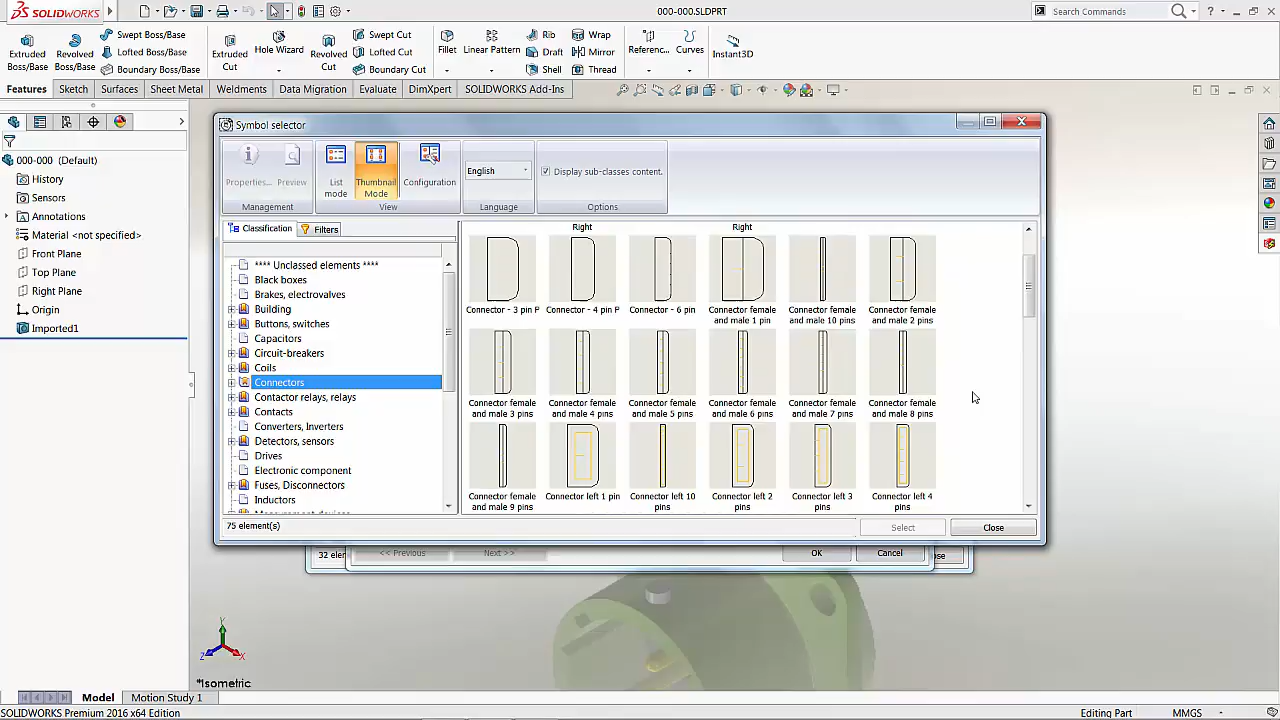 SOLIDWORKS
000-000.SLDPRT
Search Commands
Extruded Boss/Base
Revolved Boss/Base
Swept Boss/Base
Lofted Boss/Base
Boundary Boss/Base
Extruded Cut
Hole Wizard
Revolved Cut
Swept Cut
Lofted Cut
Boundary Cut
Fillet
Linear Pattern
Rib
Draft
Shell
Wrap
Mirror
Thread
Referenc...
Curves
Instant3D
Features
Sketch
Surfaces
Sheet Metal
Weldments
Data Migration
Evaluate
DimXpert
SOLIDWORKS Add-Ins
000-000 (Default)
History
Sensors
Annotations
Material <not specified>
Front Plane
Top Plane
Right Plane
Origin
Imported1
Symbol selector
Properties...
Preview
Management
List mode
Thumbnail Mode
Configuration
View
English
Language
Display sub-classes content.
Options
Classification
Filters
**** Unclassed elements ****
Black boxes
Brakes, electrovalves
Building
Buttons, switches
Capacitors
Circuit-breakers
Coils
Connectors
Contactor relays, relays
Contacts
Converters, Inverters
Detectors, sensors
Drives
Electronic component
Fuses, Disconnectors
Inductors
Right
Right
Connector - 3 pin P
Connector - 4 pin P
Connector - 6 pin
Connector female and male 1 pin
Connector female and male 10 pins
Connector female and male 2 pins
Connector female and male 3 pins
Connector female and male 4 pins
Connector female and male 5 pins
Connector female and male 6 pins
Connector female and male 7 pins
Connector female and male 8 pins
Connector female and male 9 pins
Connector left 1 pin
Connector left 10 pins
Connector left 2 pins
Connector left 3 pins
Connector left 4 pins
75 element(s)
Select
Close
32 eler
<< Previous
Next >>
OK
Cancel
ose
Y
Z
X
*Isometric
Model
Motion Study 1
SOLIDWORKS Premium 2016 x64 Edition
Editing Part
MMGS